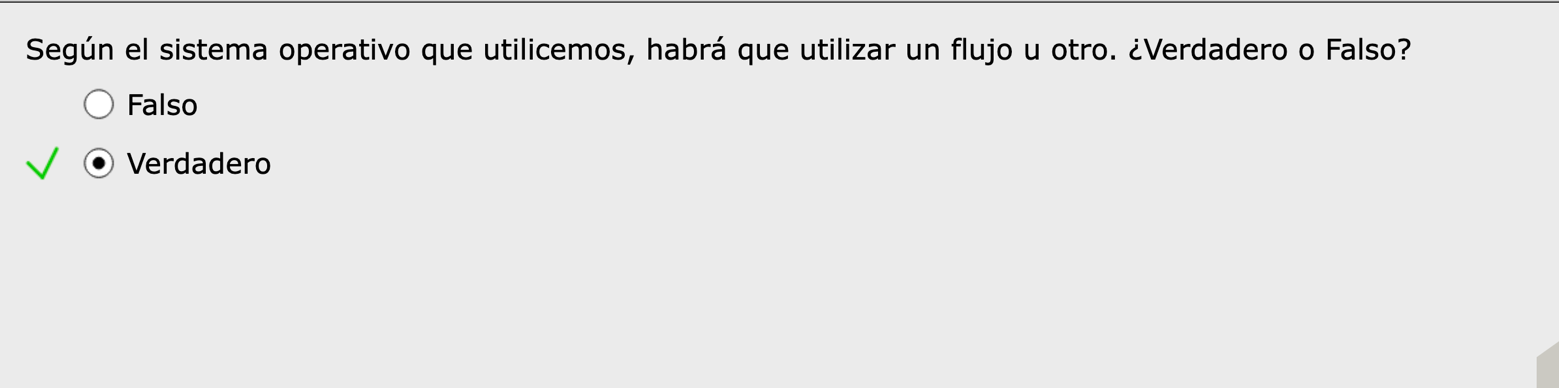 Según el sistema operativo que utilicemos, habrá que utilizar un flujo u otro. ¿Verdadero o Falso?
Falso
Verdadero